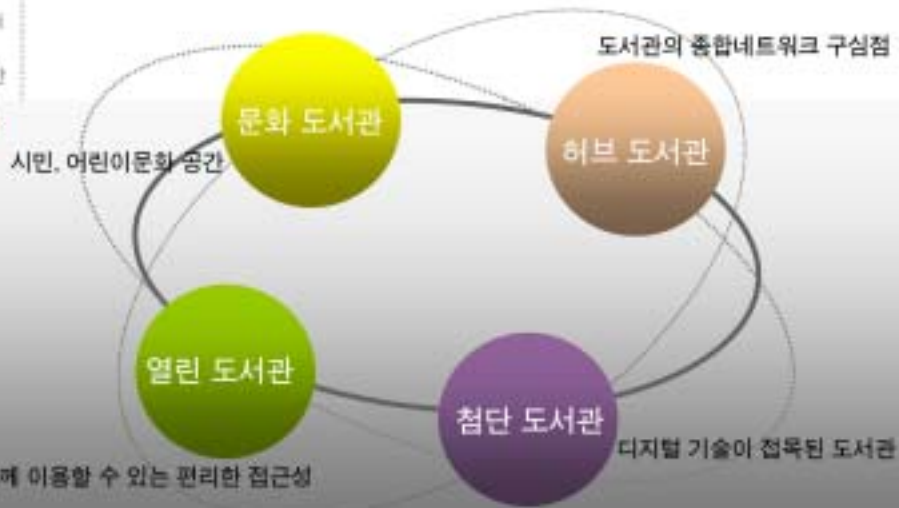 도서관의 종합네트워크 구심점
문화 도서관
허브 도서관
시민, 어린이문화 공간
열린 도서관
첨단 도서관
디지털 기술이 접목된 도서관
이용할 수 있는 편리한 접근성